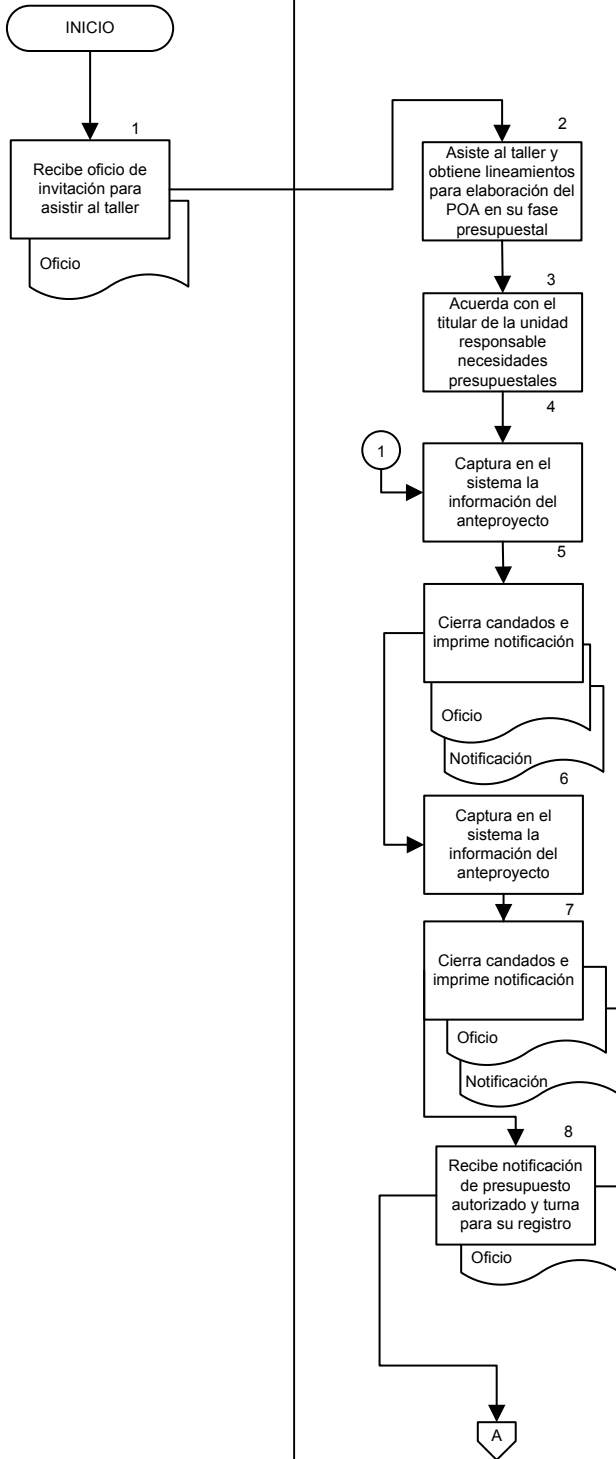 INICIO
1
Recibe oficio de
invitación para
asistir al taller
Oficio
2
Asiste al taller y
obtiene lineamientos
para elaboración del
POA en su fase
presupuestal
3
Acuerda con el
titular de la unidad
responsable
necesidades
presupuestales
4
1
Captura en el
sistema la
información del
anteproyecto
5
Cierra candados e
imprime notificación
Oficio
Notificación
6
Captura en el
sistema la
información del
anteproyecto
7
Cierra candados e
imprime notificación
Oficio
Notificación
8
Recibe notificación
de presupuesto
autorizado y turna
para su registro
Oficio
A